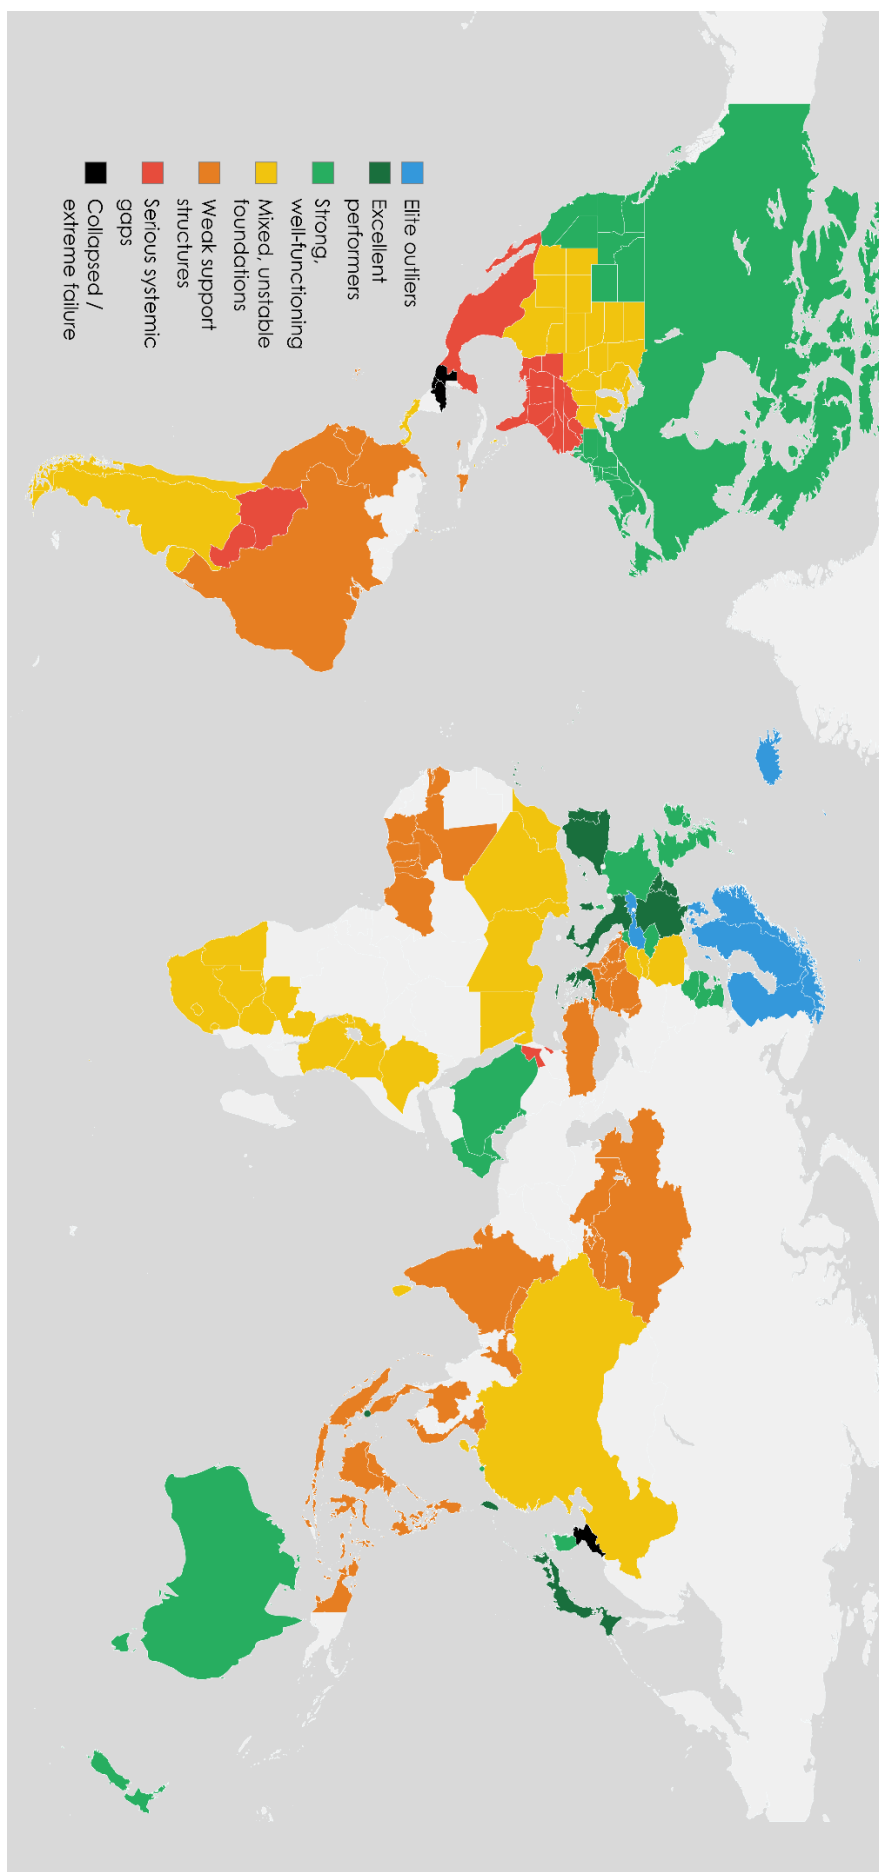 Elite outliers
Excellent
performers
Strong,
well-functioning
Mixed, unstable
foundations
Weak support
structures
Serious systemic
gaps
Collapsed /
extreme failure